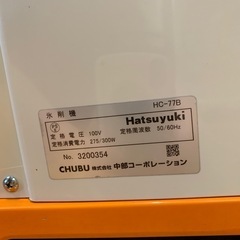 氷削機 HC-77B
Hatsuyuki
定格電圧 100V 定格周波数 50/60Hz
定格消費電力 275/300W
No. 3200354
CHUBU 株式会社 中部コーポレーション